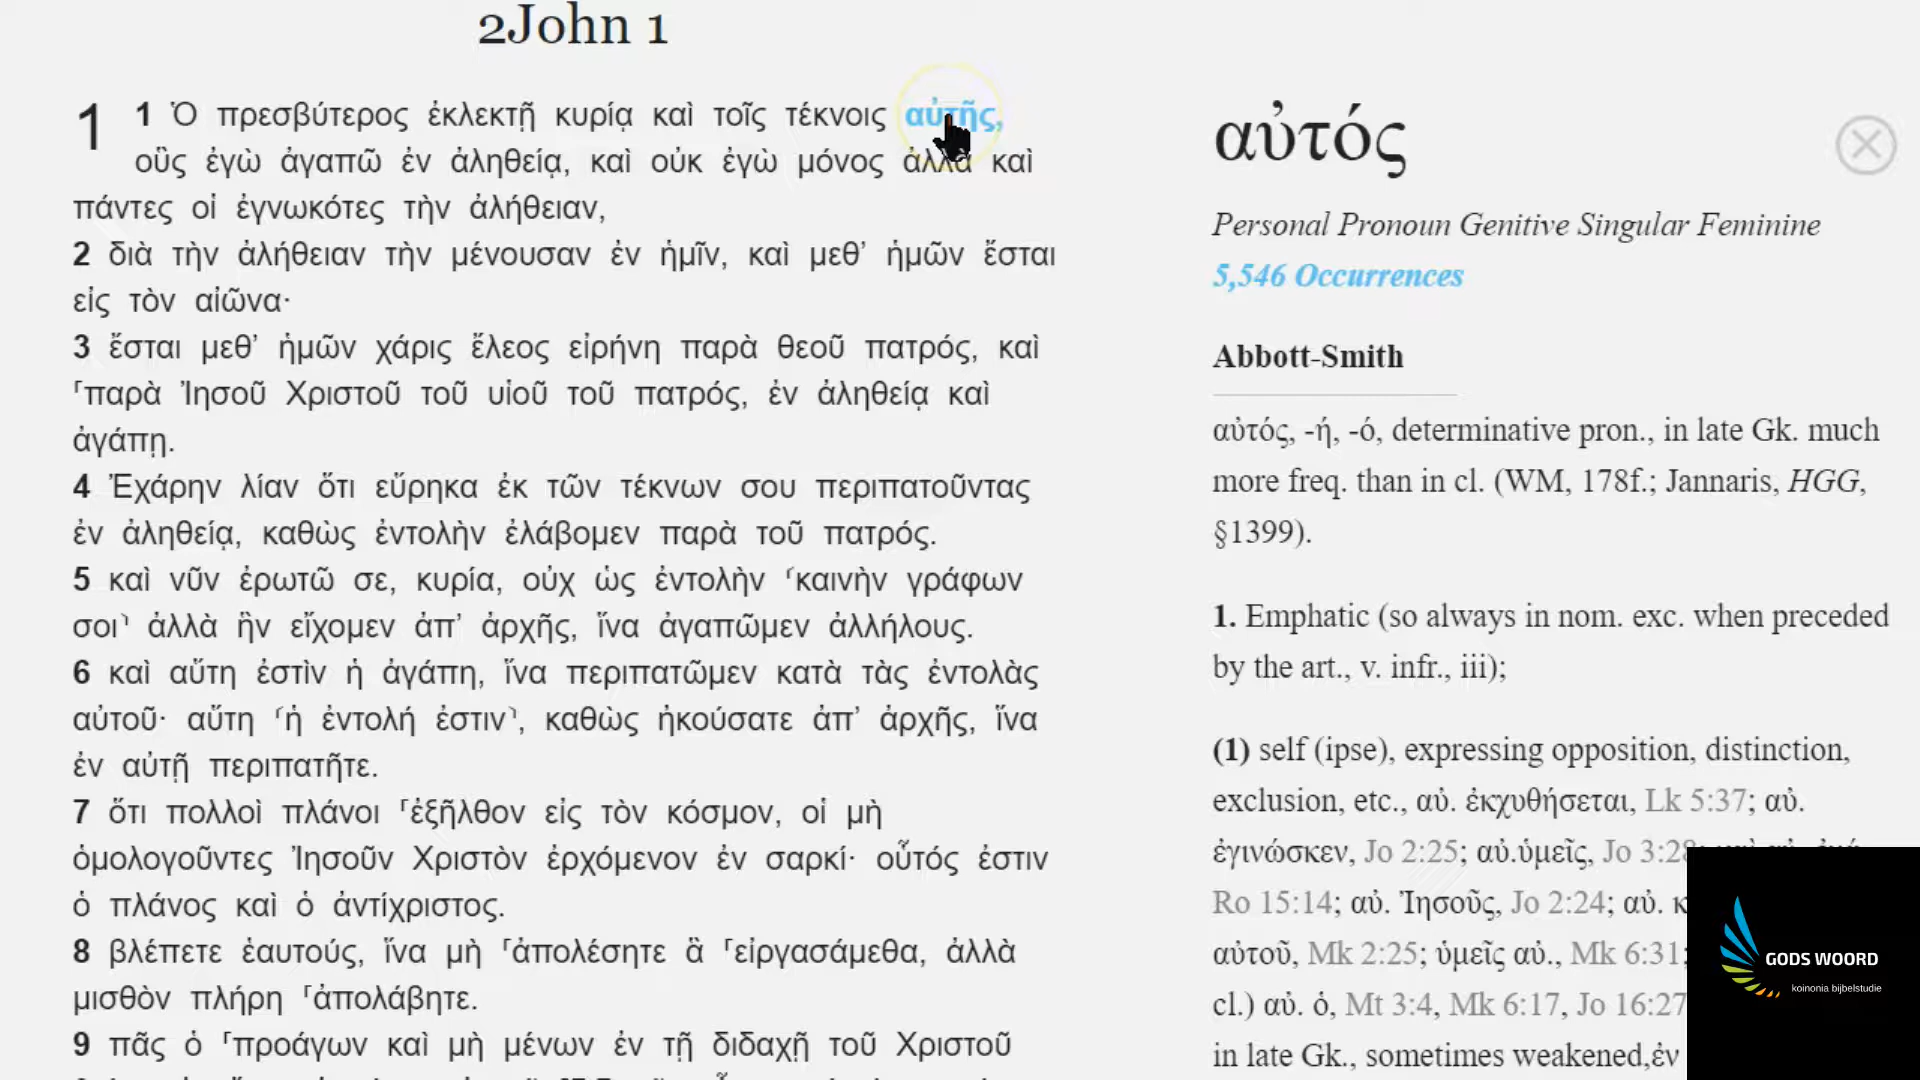 2John 1
1 1 Ὁ πρεσβύτερος ἐκλεκτῇ κυρίᾳ καὶ τοῖς τέκνοις αὐτῆς,
οὓς ἐγὼ ἀγαπῶ ἐν ἀληθείᾳ, καὶ οὐκ ἐγὼ μόνος ἀλλὰ καὶ
πάντες οἱ ἐγνωκότες τὴν ἀλήθειαν,
2 διὰ τὴν ἀλήθειαν τὴν μένουσαν ἐν ἡμῖν, καὶ μεθ’ ἡμῶν ἔσται
εἰς τὸν αἰῶνα·
3 ἔσται μεθ’ ἡμῶν χάρις ἔλεος εἰρήνη παρὰ θεοῦ πατρός, καὶ
⸀παρὰ Ἰησοῦ Χριστοῦ τοῦ υἱοῦ τοῦ πατρός, ἐν ἀληθείᾳ καὶ
ἀγάπῃ.
4 Ἐχάρην λίαν ὅτι εὕρηκα ἐκ τῶν τέκνων σου περιπατοῦντας
ἐν ἀληθείᾳ, καθὼς ἐντολὴν ἐλάβομεν παρὰ τοῦ πατρός.
5 καὶ νῦν ἐρωτῶ σε, κυρία, οὐχ ὡς ἐντολὴν ⸂καινὴν γράφων
σοι⸃ ἀλλὰ ἣν εἴχομεν ἀπ’ ἀρχῆς, ἵνα ἀγαπῶμεν ἀλλήλους.
6 καὶ αὕτη ἐστὶν ἡ ἀγάπη, ἵνα περιπατῶμεν κατὰ τὰς ἐντολὰς
αὐτοῦ· αὕτη ⸂ἡ ἐντολή ἐστιν⸃, καθὼς ἠκούσατε ἀπ’ ἀρχῆς, ἵνα
ἐν αὐτῇ περιπατῆτε.
7 ὅτι πολλοὶ πλάνοι ⸀ἐξῆλθον εἰς τὸν κόσμον, οἱ μὴ
ὁμολογοῦντες Ἰησοῦν Χριστὸν ἐρχόμενον ἐν σαρκί· οὗτός ἐστιν
ὁ πλάνος καὶ ὁ ἀντίχριστος.
8 βλέπετε ἑαυτούς, ἵνα μὴ ⸀ἀπολέσητε ἃ ⸀εἰργασάμεθα, ἀλλὰ
μισθὸν πλήρη ⸀ἀπολάβητε.
9 πᾶς ὁ ⸀προάγων καὶ μὴ μένων ἐν τῇ διδαχῇ τοῦ Χριστοῦ
αὐτός
Personal Pronoun Genitive Singular Feminine
5,546 Occurrences
Abbott-Smith
αὐτός, -ή, -ό, determinative pron., in late Gk. much
more freq. than in cl. (WM, 178f.; Jannaris, HGG,
§1399).
1. Emphatic (so always in nom. exc. when preceded
by the art., v. infr., iii);
(1) self (ipse), expressing opposition, distinction,
exclusion, etc., αὐ. ἐκχυθήσεται, Lk 5:37; αὐ.
ἐγινώσκεν, Jo 2:25; αὐ.ὑμεῖς, Jo 3:28
Ro 15:14; αὐ. Ἰησοῦς, Jo 2:24; αὐ. κ
αὐτοῦ, Mk 2:25; ὑμεῖς αὐ., Mk 6:31;
cl.) αὐ. ὁ, Mt 3:4, Mk 6:17, Jo 16:27
in late Gk., sometimes weakened,ἐν
GODS WOORD
koinonia bijbelstudie